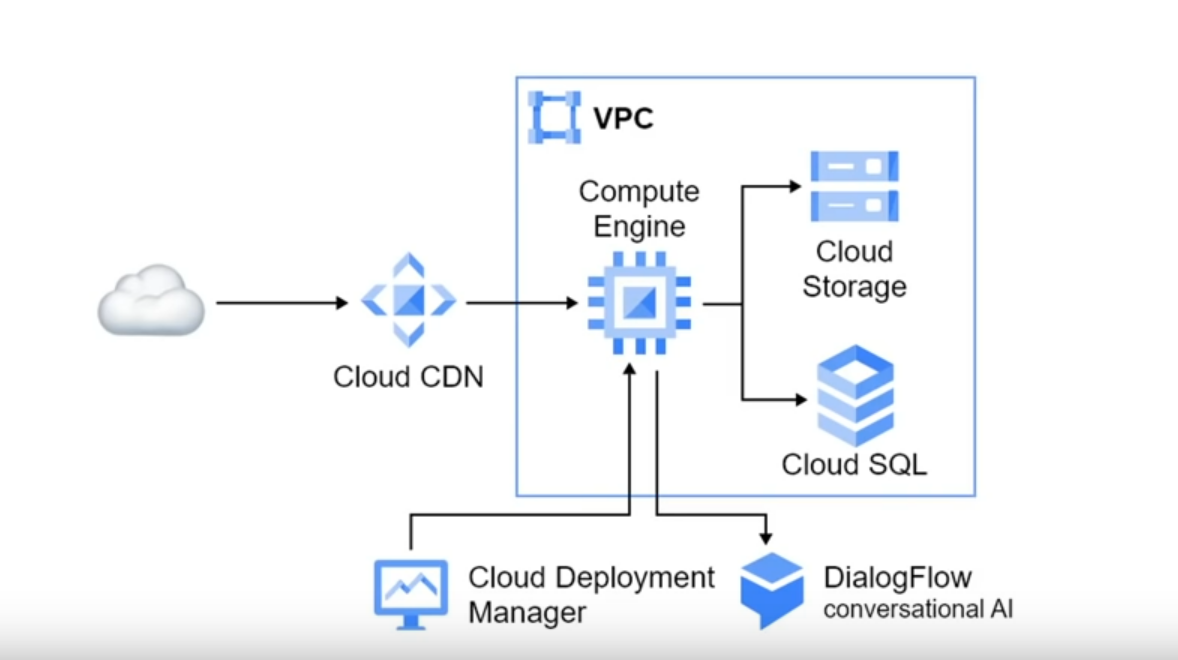 VPC
Compute
Engine
Cloud
Storage
Cloud CDN
Cloud SQL
Cloud Deployment
Manager
DialogFlow
conversational AI